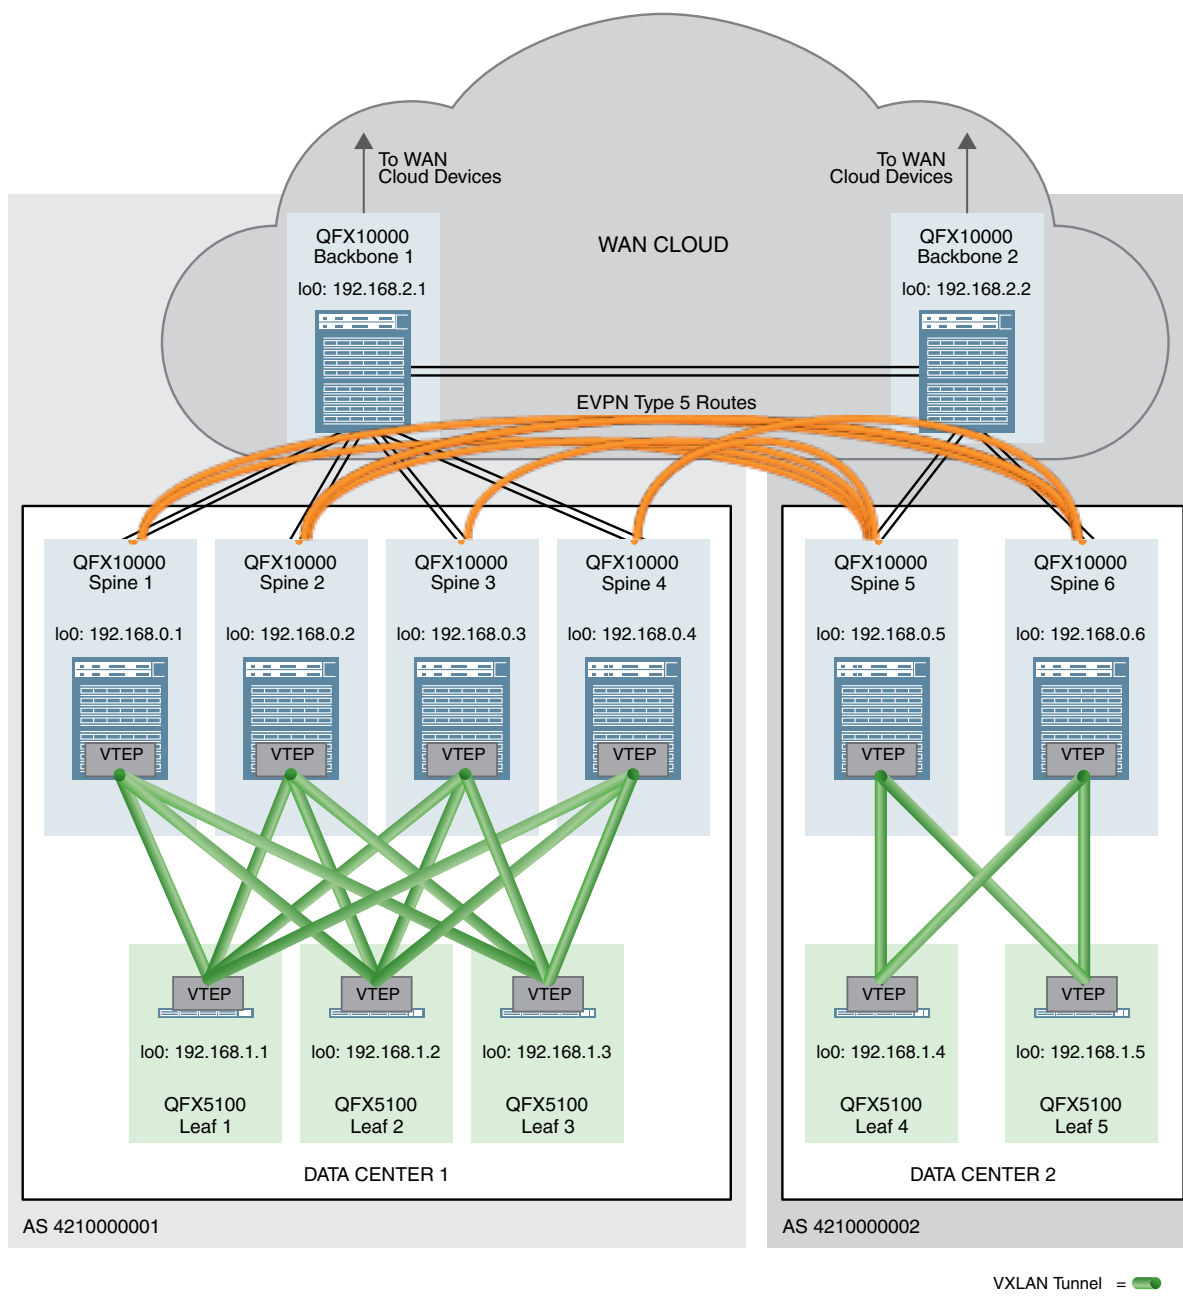 To WAN
Cloud Devices
To WAN
Cloud Devices
QFX10000
Backbone 1
lo0: 192.168.2.1
WAN CLOUD
QFX10000
Backbone 2
lo0: 192.168.2.2
EVPN Type 5 Routes
QFX10000
Spine 1
lo0: 192.168.0.1
VTEP
QFX10000
Spine 2
lo0: 192.168.0.2
VTEP
QFX10000
Spine 3
lo0: 192.168.0.3
VTEP
QFX10000
Spine 4
lo0: 192.168.0.4
VTEP
QFX10000
Spine 5
lo0: 192.168.0.5
VTEP
QFX10000
Spine 6
lo0: 192.168.0.6
VTEP
VTEP
lo0: 192.168.1.1
QFX5100
Leaf 1
VTEP
lo0: 192.168.1.2
QFX5100
Leaf 2
VTEP
lo0: 192.168.1.3
QFX5100
Leaf 3
VTEP
lo0: 192.168.1.4
QFX5100
Leaf 4
VTEP
lo0: 192.168.1.5
QFX5100
Leaf 5
DATA CENTER 1
DATA CENTER 2
AS 4210000001
AS 4210000002
VXLAN Tunnel =